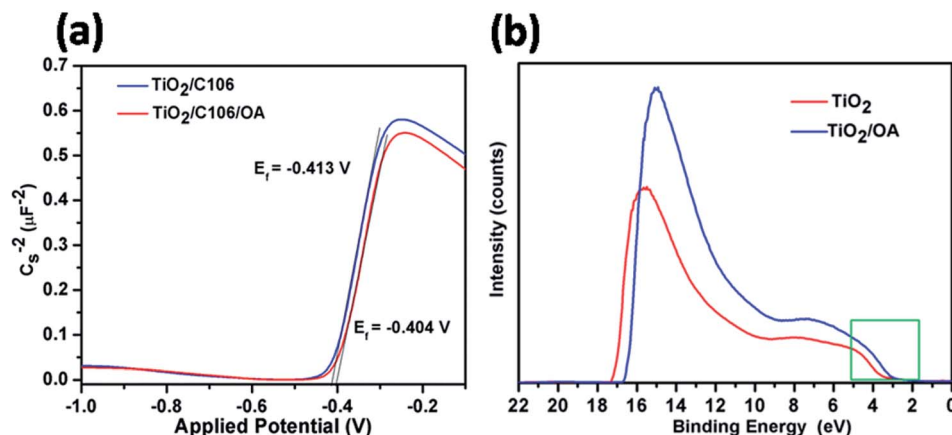 (a)
0.7
0.6
0.5
0.4
0.3
0.2
0.1
0.0
Cs⁻² (μF⁻²)
TiO₂/C106
TiO₂/C106/OA
E_f = -0.413 V
E_f = -0.404 V
-1.0 -0.8 -0.6 -0.4 -0.2
Applied Potential (V)
(b)
Intensity (counts)
TiO₂
TiO₂/OA
22 20 18 16 14 12 10 8 6 4 2 0
Binding Energy (eV)